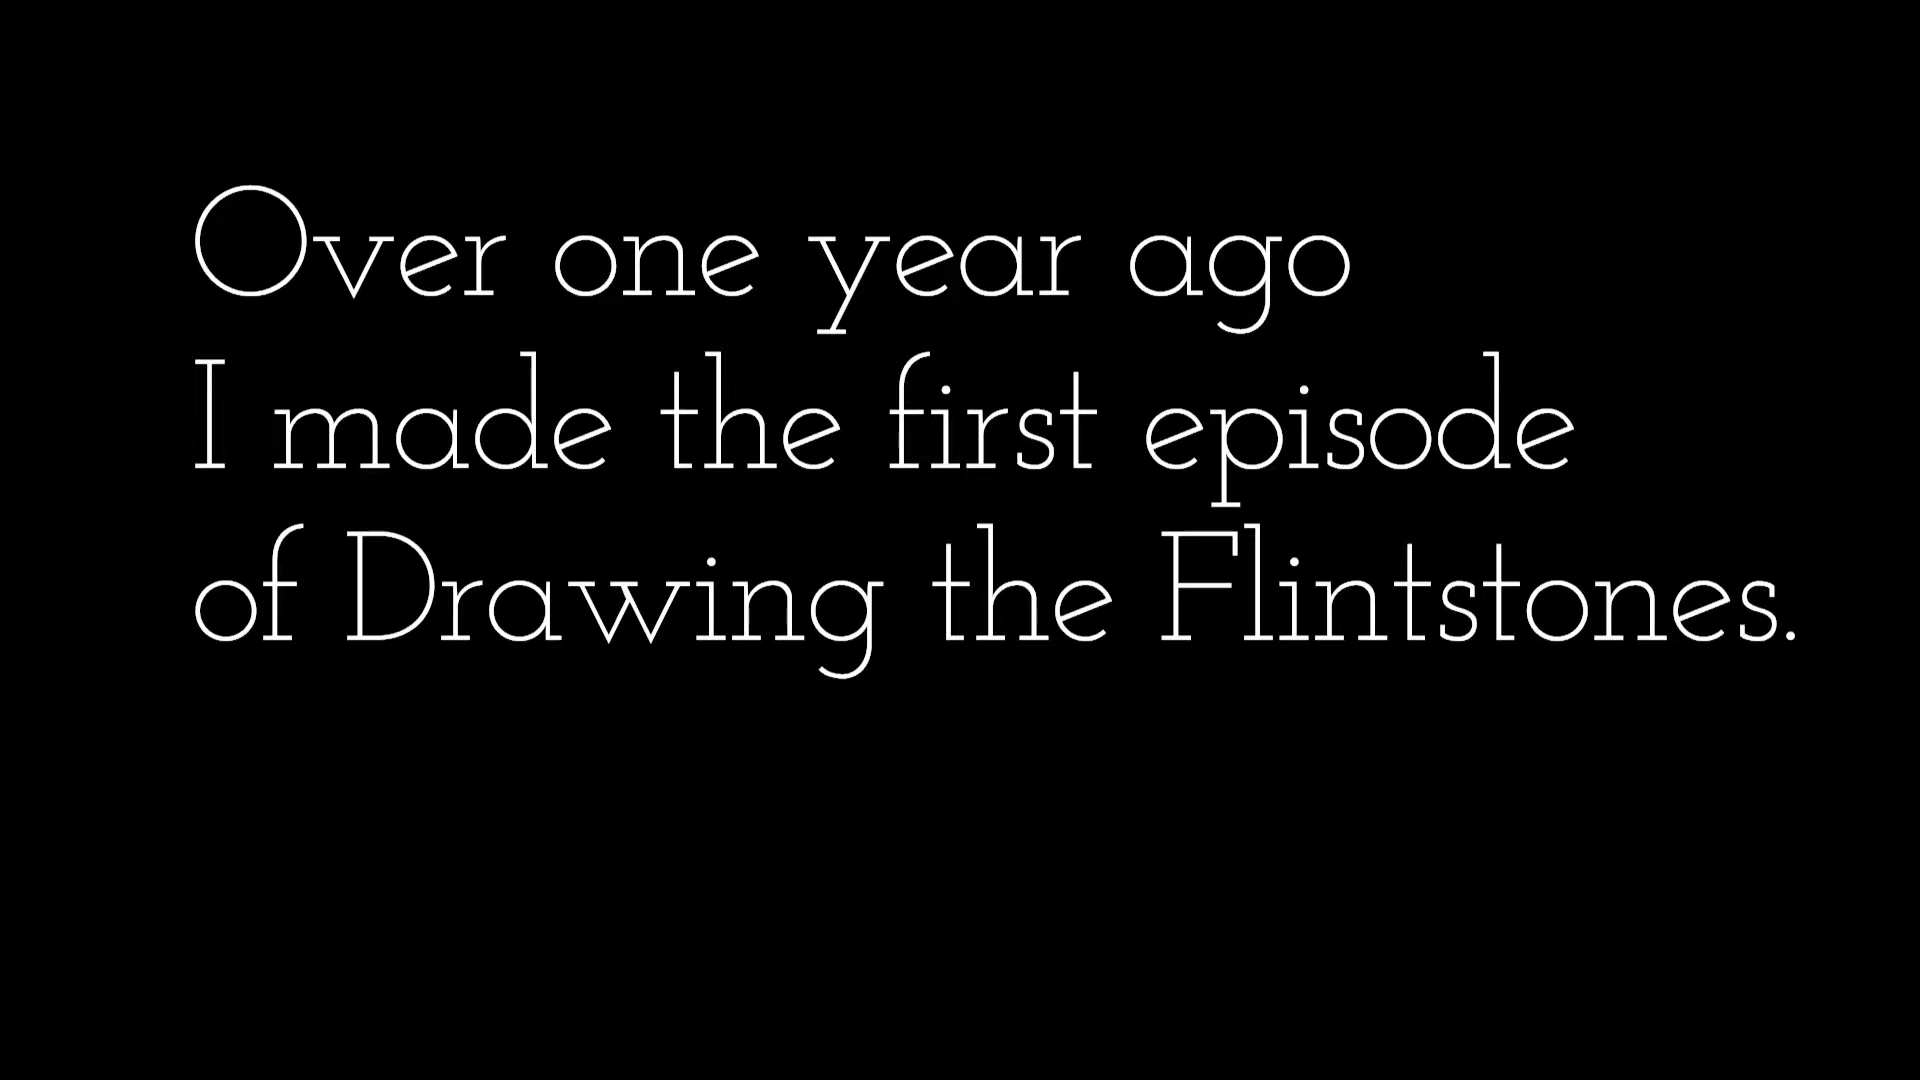 Over one year ago
I made the first episode
of Drawing the Flintstones.